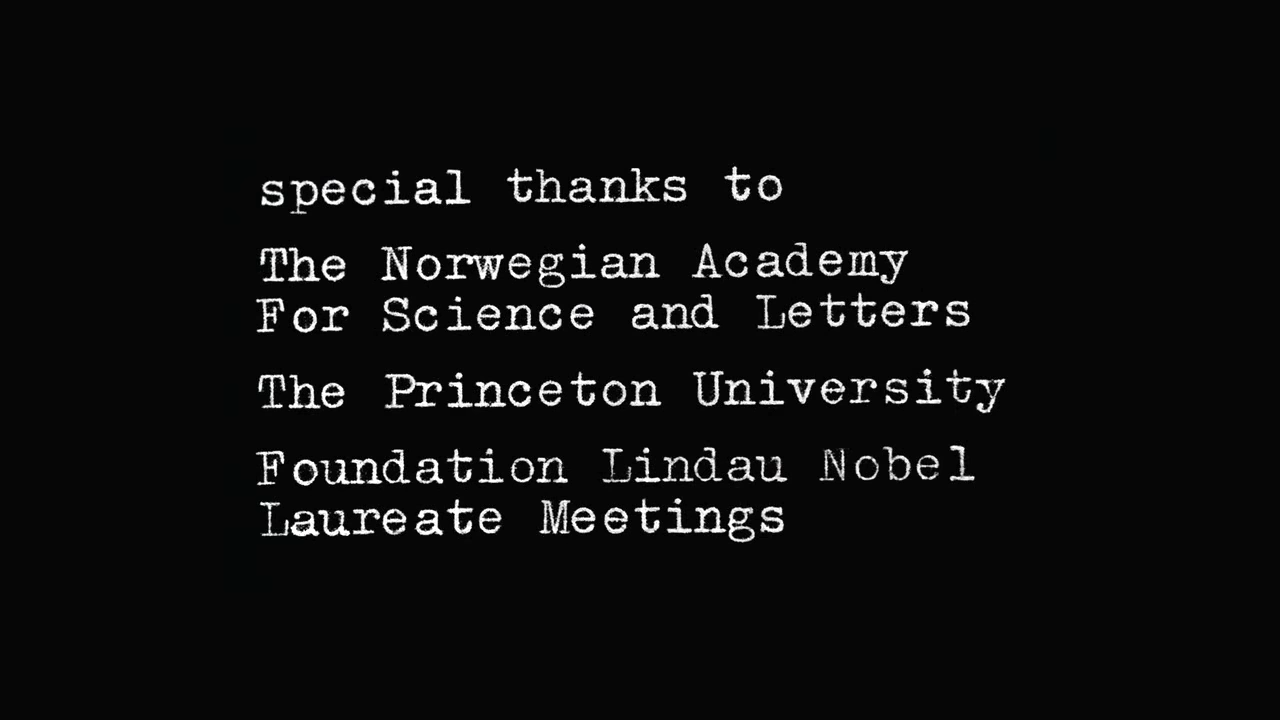 special thanks to
The Norwegian Academy
For Science and Letters
The Princeton University
Foundation Lindau Nobel
Laureate Meetings